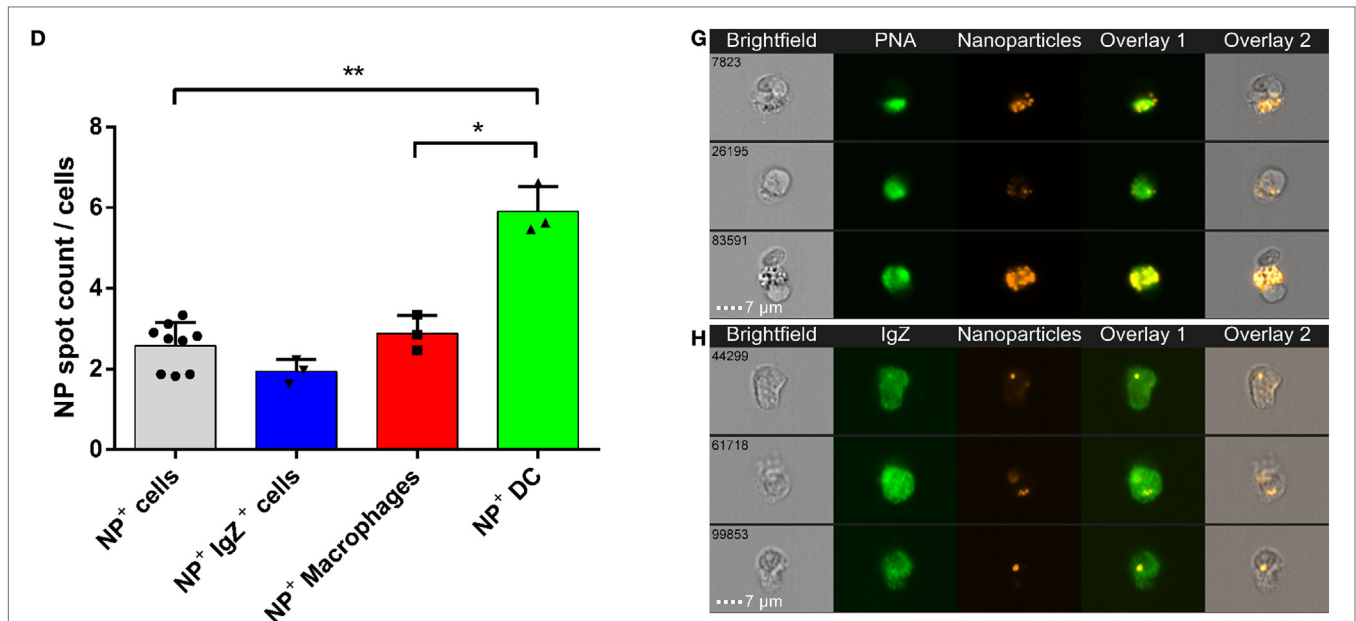 D
**
*
8
6
4
2
0
NP spot count / cells
NP+ cells
NP+ IgZ+ cells
NP+ Macrophages
NP+ DC
G
Brightfield PNA Nanoparticles Overlay 1 Overlay 2
7823
26195
83591
7 µm
H
Brightfield IgZ Nanoparticles Overlay 1 Overlay 2
44299
61718
99853
7 µm